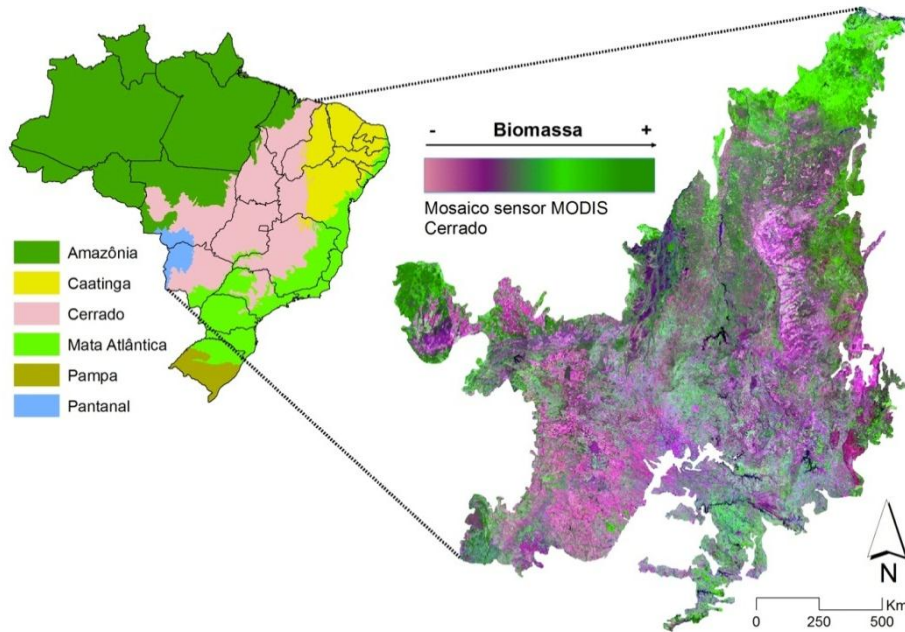 - Biomassa +
Mosaico sensor MODIS
Cerrado
Amazônia
Caatinga
Cerrado
Mata Atlântica
Pampa
Pantanal
N
Km
0 250 500